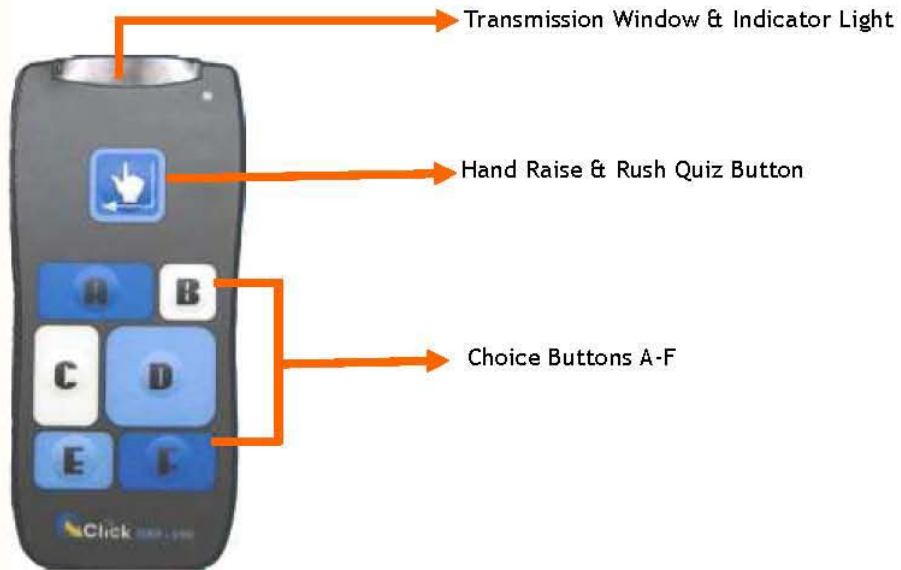 Transmission Window & Indicator Light
Hand Raise & Rush Quiz Button
A
B
C
D
E
F
Choice Buttons A-F
Click